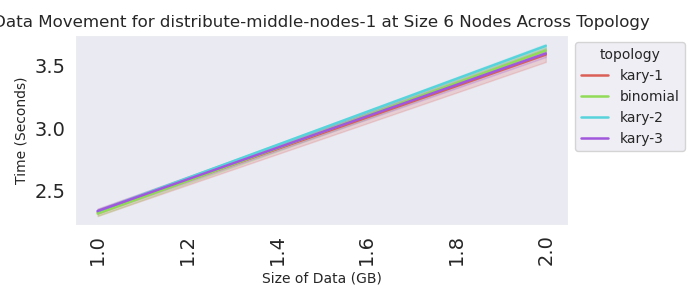 Data Movement for distribute-middle-nodes-1 at Size 6 Nodes Across Topology
3.5
3.0
2.5
Time (Seconds)
1.0
1.2
1.4
1.6
1.8
2.0
Size of Data (GB)
topology
kary-1
binomial
kary-2
kary-3